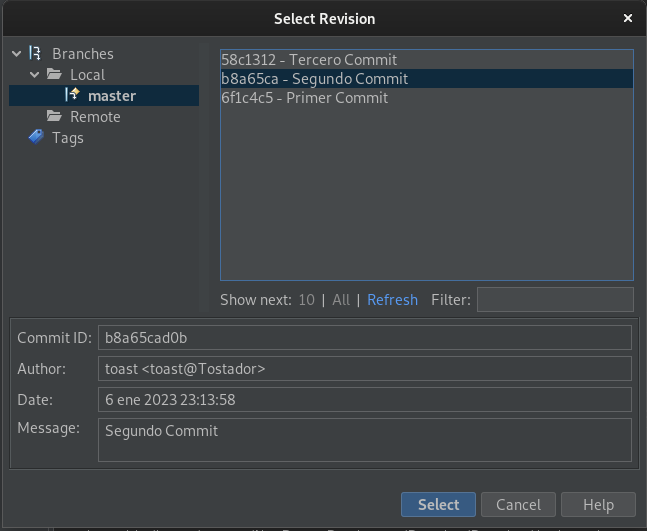 Select Revision
Branches
Local
master
Remote
Tags
58c1312 - Tercero Commit
b8a65ca - Segundo Commit
6f1c4c5 - Primer Commit
Show next: 10 | All | Refresh Filter:
Commit ID: b8a65cad0b
Author: toast <toast@Tostador>
Date: 6 ene 2023 23:13:58
Message: Segundo Commit
Select Cancel Help